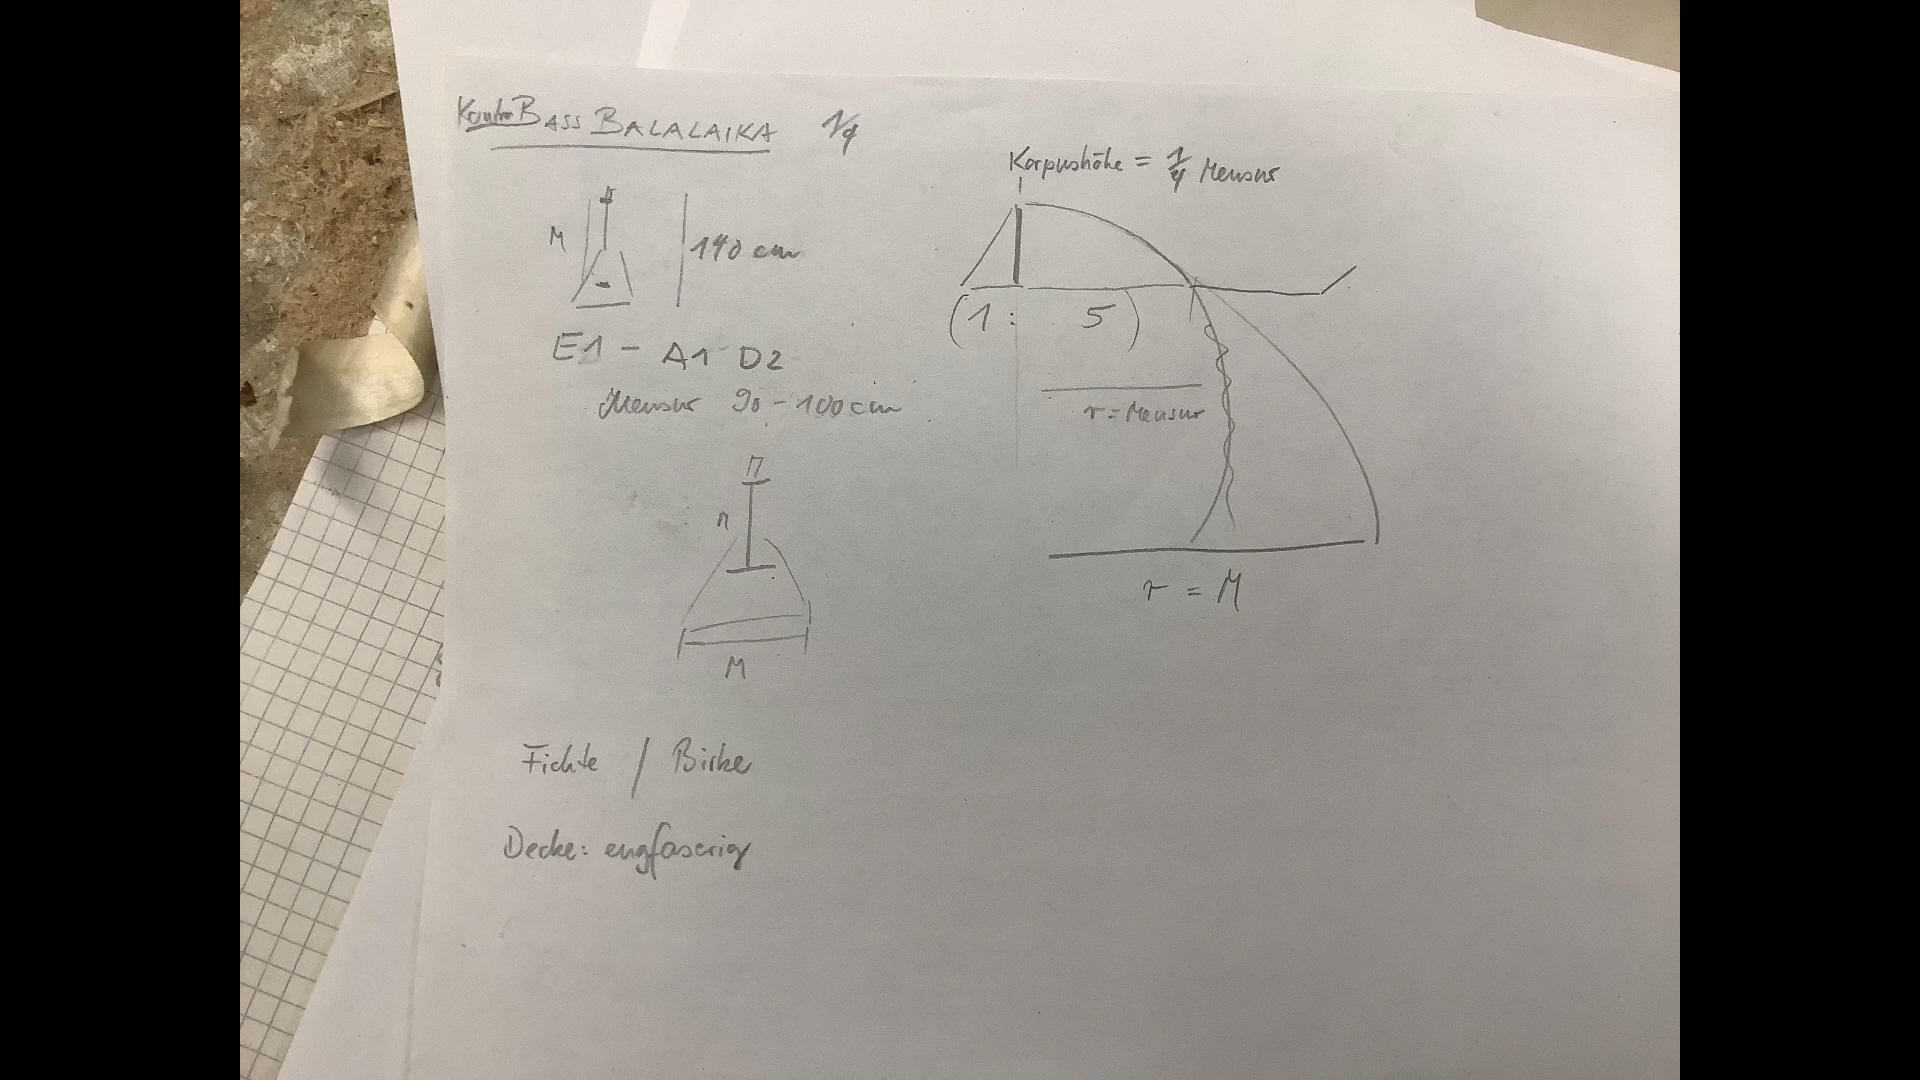 KontraBASS BALALAIKA 1/4
M
140 cm
E1 - A1 D2
Mensur 90 - 100 cm
M
M
Fichte / Birke
Decke: engfaserig
Korpushöhe = 1/4 Mensur
(1 : 5)
r = Mensur
r = M